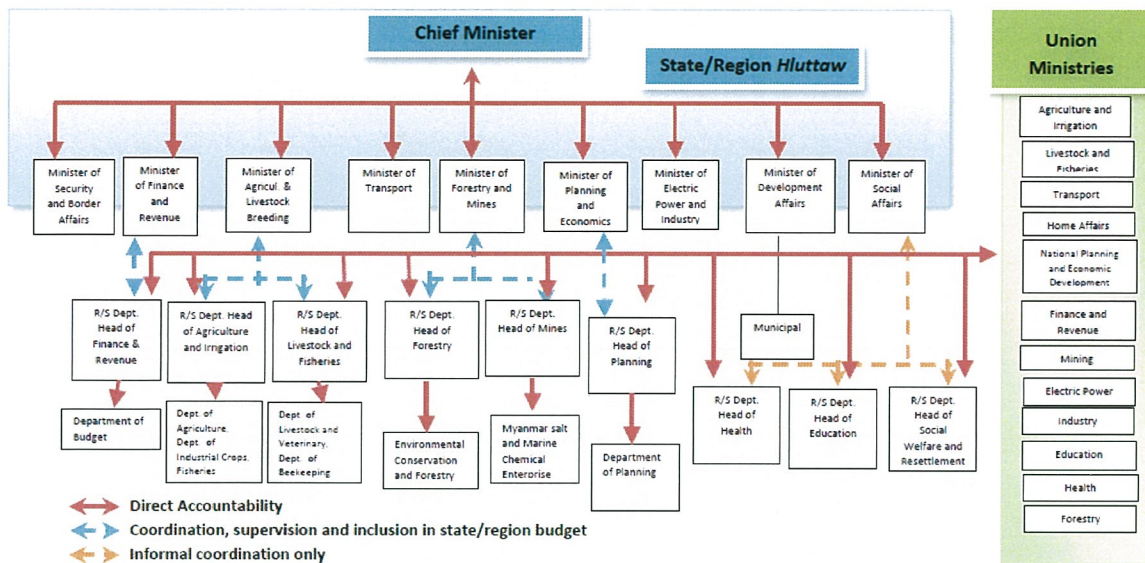 Chief Minister
State/Region Hluttaw
Union
Ministries
Minister of
Security
and Border
Affairs
Minister
of Finance
and
Revenue
Minister of
Agricul. &
Livestock
Breeding
Minister of
Transport
Minister of
Forestry and
Mines
Minister of
Planning
and
Economics
Minister of
Electric
Power and
Industry
Minister of
Development
Affairs
Minister of
Social
Affairs
R/S Dept.
Head of
Finance &
Revenue
R/S Dept. Head
of Agriculture
and Irrigation
R/S Dept.
Head of
Livestock and
Fisheries
R/S Dept.
Head of
Forestry
R/S Dept.
Head of Mines
R/S Dept.
Head of
Planning
Municipal
R/S Dept.
Head of
Health
R/S Dept.
Head of
Education
R/S Dept.
Head of
Social
Welfare and
Resettlement
Department of
Budget
Dept. of
Agriculture,
Dept. of
Industrial Crops,
Fisheries
Dept. of
Livestock and
Veterinary,
Dept. of
Beekeeping
Environmental
Conservation
and Forestry
Myanmar salt
and Marine
Chemical
Enterprise
Department
of Planning
Agriculture and
Irrigation
Livestock and
Fisheries
Transport
Home Affairs
National Planning
and Economic
Development
Finance and
Revenue
Mining
Electric Power
Industry
Education
Health
Forestry
Direct Accountability
Coordination, supervision and inclusion in state/region budget
Informal coordination only